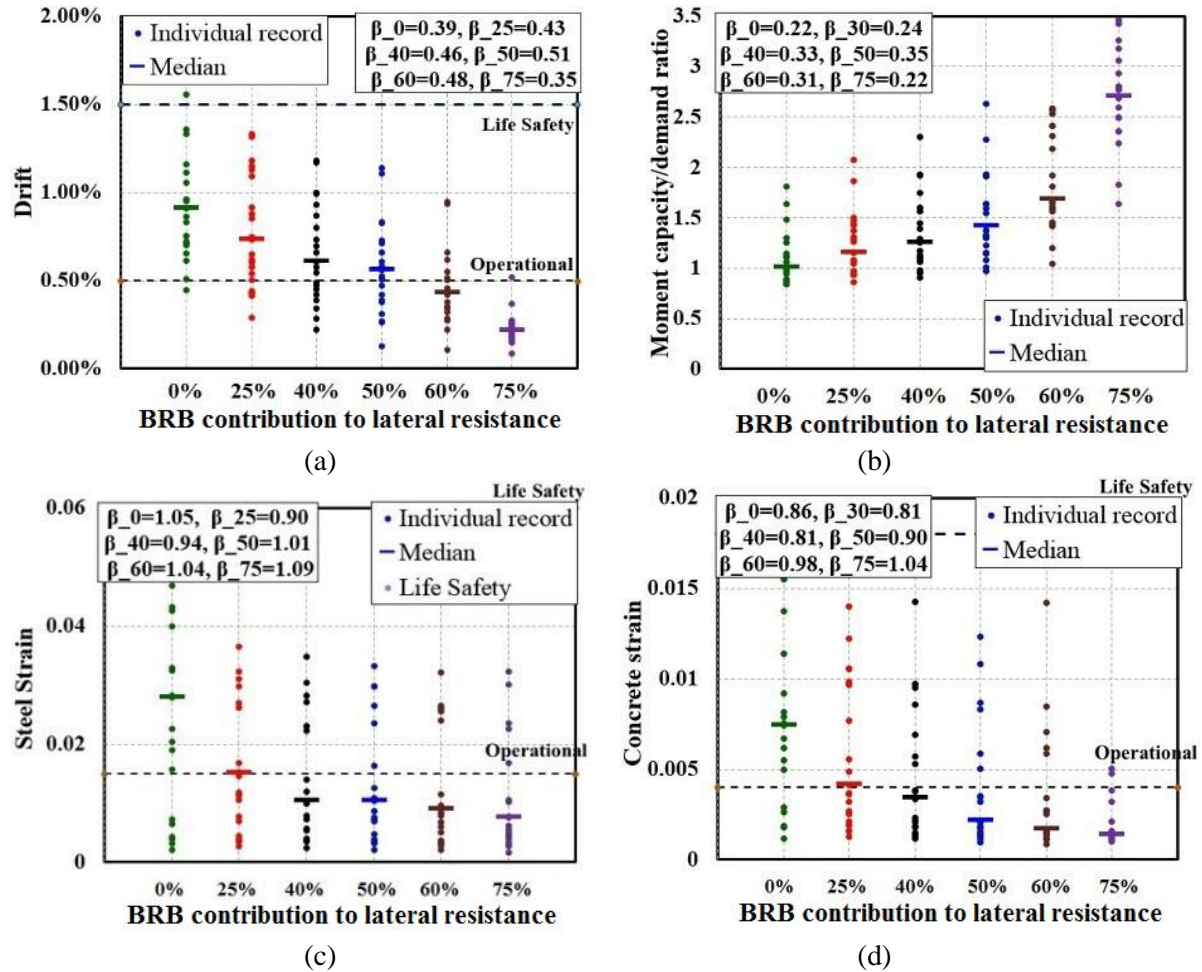 Individual record
Median
β_0=0.39, β_25=0.43
β_40=0.46, β_50=0.51
β_60=0.48, β_75=0.35
2.00%
1.50%
1.00%
0.50%
0.00%
Drift
Life Safety
Operational
0% 25% 40% 50% 60% 75%
BRB contribution to lateral resistance
(a)
β_0=0.22, β_30=0.24
β_40=0.33, β_50=0.35
β_60=0.31, β_75=0.22
3.5
3
2.5
2
1.5
1
0.5
0
Moment capacity/demand ratio
Individual record
Median
0% 25% 40% 50% 60% 75%
BRB contribution to lateral resistance
(b)
Life Safety
β_0=1.05, β_25=0.90
β_40=0.94, β_50=1.01
β_60=1.04, β_75=1.09
Individual record
Median
Life Safety
0.06
0.04
0.02
0
Steel Strain
Operational
0% 25% 40% 50% 60% 75%
BRB contribution to lateral resistance
(c)
Life Safety
β_0=0.86, β_30=0.81
β_40=0.81, β_50=0.90
β_60=0.98, β_75=1.04
Individual record
Median
0.02
0.015
0.01
0.005
0
Concrete strain
Operational
0% 25% 40% 50% 60% 75%
BRB contribution to lateral resistance
(d)